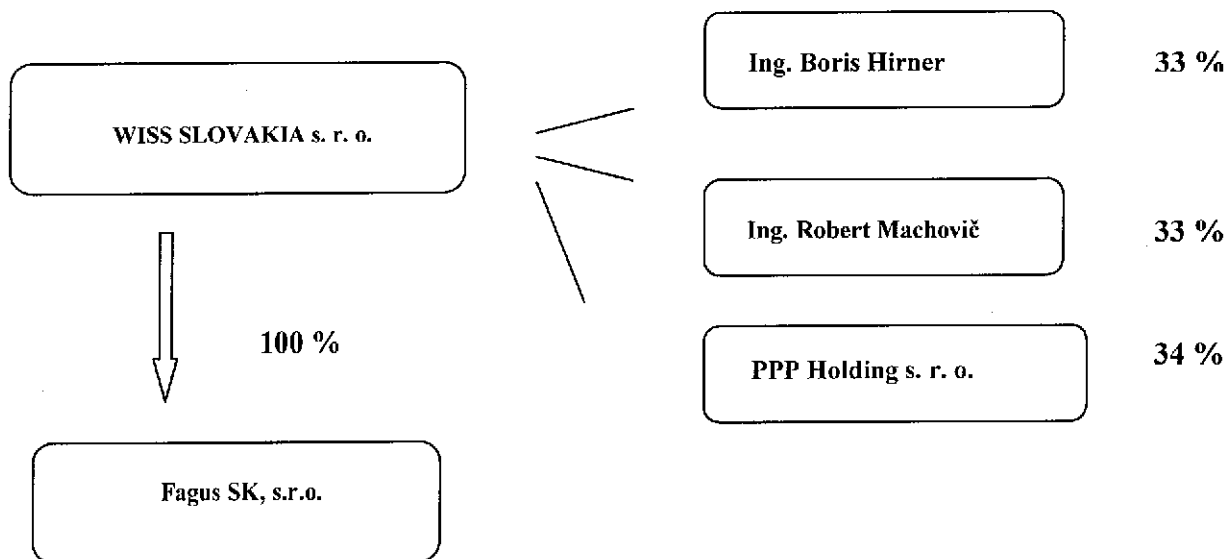 Ing. Boris Hirner
33 %
WISS SLOVAKIA s. r. o.
Ing. Robert Machovič
33 %
100 %
PPP Holding s. r. o.
34 %
Fagus SK, s.r.o.